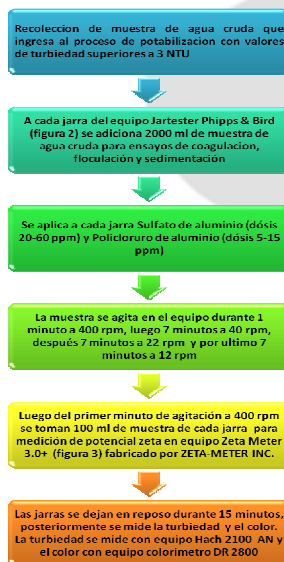 Recoleccion de muestra de agua cruda que
ingresa al proceso de potabilización con valores
de turbiedad superiores a 3 NTU
A cada jarra del equipo Jartester Phipps & Bird
(figura 2) se adiciona 2000 ml de muestra de
agua cruda para ensayos de coagulacion,
floculación y sedimentación
Se aplica a cada jarra Sulfato de aluminio (dósis
20-60 ppm) y Policloruro de aluminio (dósis 5-15
ppm)
La muestra se agita en el equipo durante 1
minuto a 400 rpm, luego 7 minutos a 40 rpm,
después 7 minutos a 22 rpm y por ultimo 7
minutos a 12 rpm
Luego del primer minuto de agitación a 400 rpm
se toman 100 ml de muestra de cada jarra para
medición de potencial zeta en equipo Zeta Meter
3.0+ (figura 3) fabricado por ZETA-METER INC.
Las jarras se dejan en reposo durante 15 minutos,
posteriormente se mide la turbiedad y el color.
La turbiedad se mide con equipo Hach 2100 AN y
el color con equipo colorimetro DR 2800